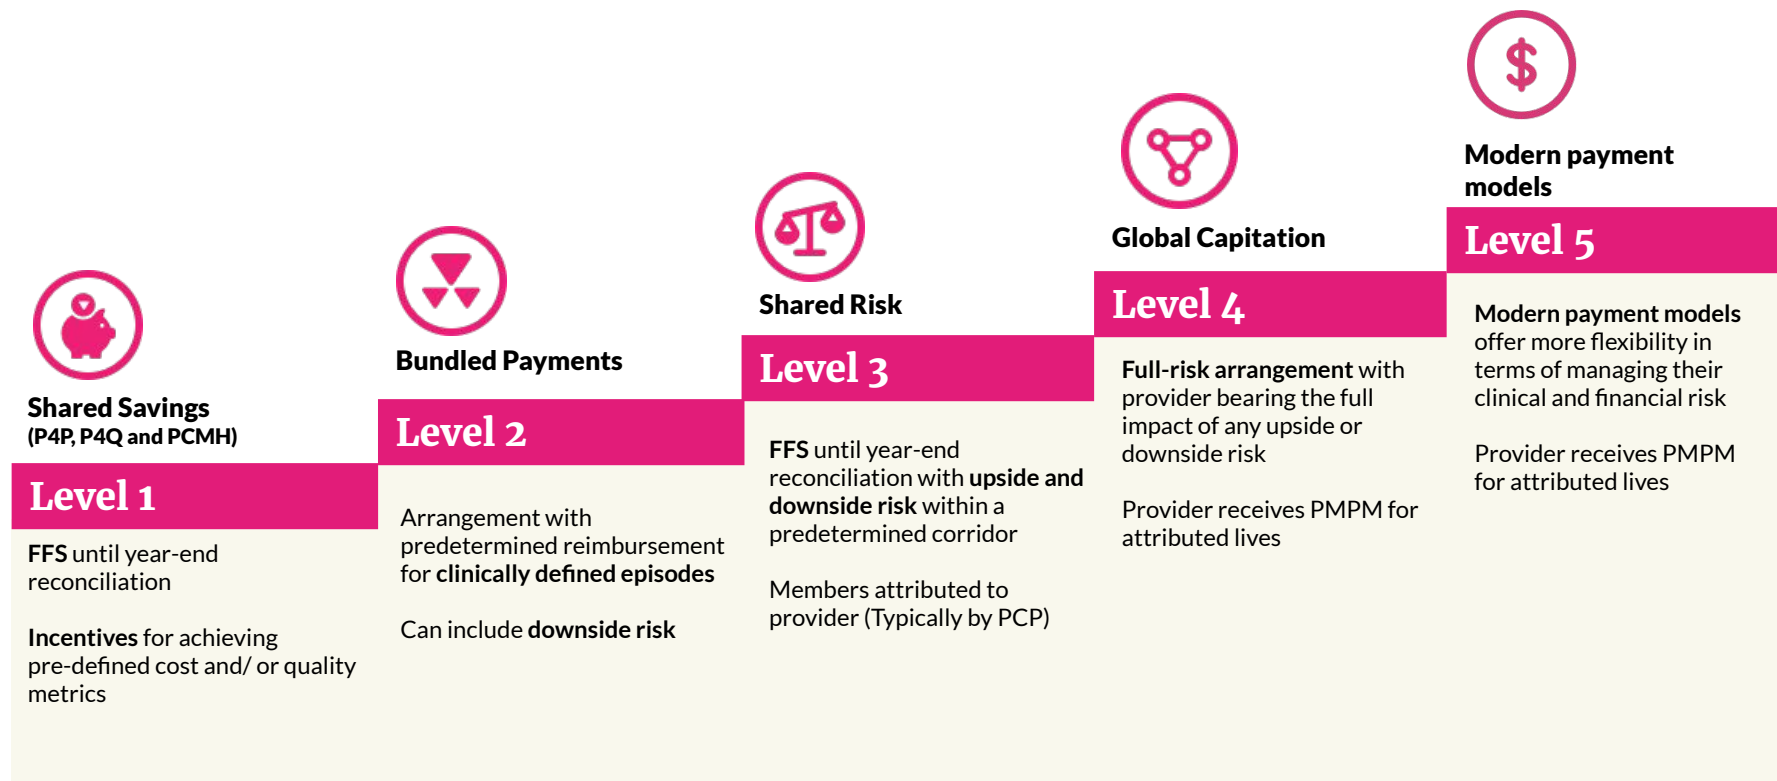 Shared Savings
(P4P, P4Q and PCMH)
Level 1
FFS until year-end
reconciliation
Incentives for achieving
pre-defined cost and/ or quality
metrics
Bundled Payments
Level 2
Arrangement with
predetermined reimbursement
for clinically defined episodes
Can include downside risk
Shared Risk
Level 3
FFS until year-end
reconciliation with upside and
downside risk within a
predetermined corridor
Members attributed to
provider (Typically by PCP)
Global Capitation
Level 4
Full-risk arrangement with
provider bearing the full
impact of any upside or
downside risk
Provider receives PMPM for
attributed lives
$
Modern payment
models
Level 5
Modern payment models
offer more flexibility in
terms of managing their
clinical and financial risk
Provider receives PMPM
for attributed lives